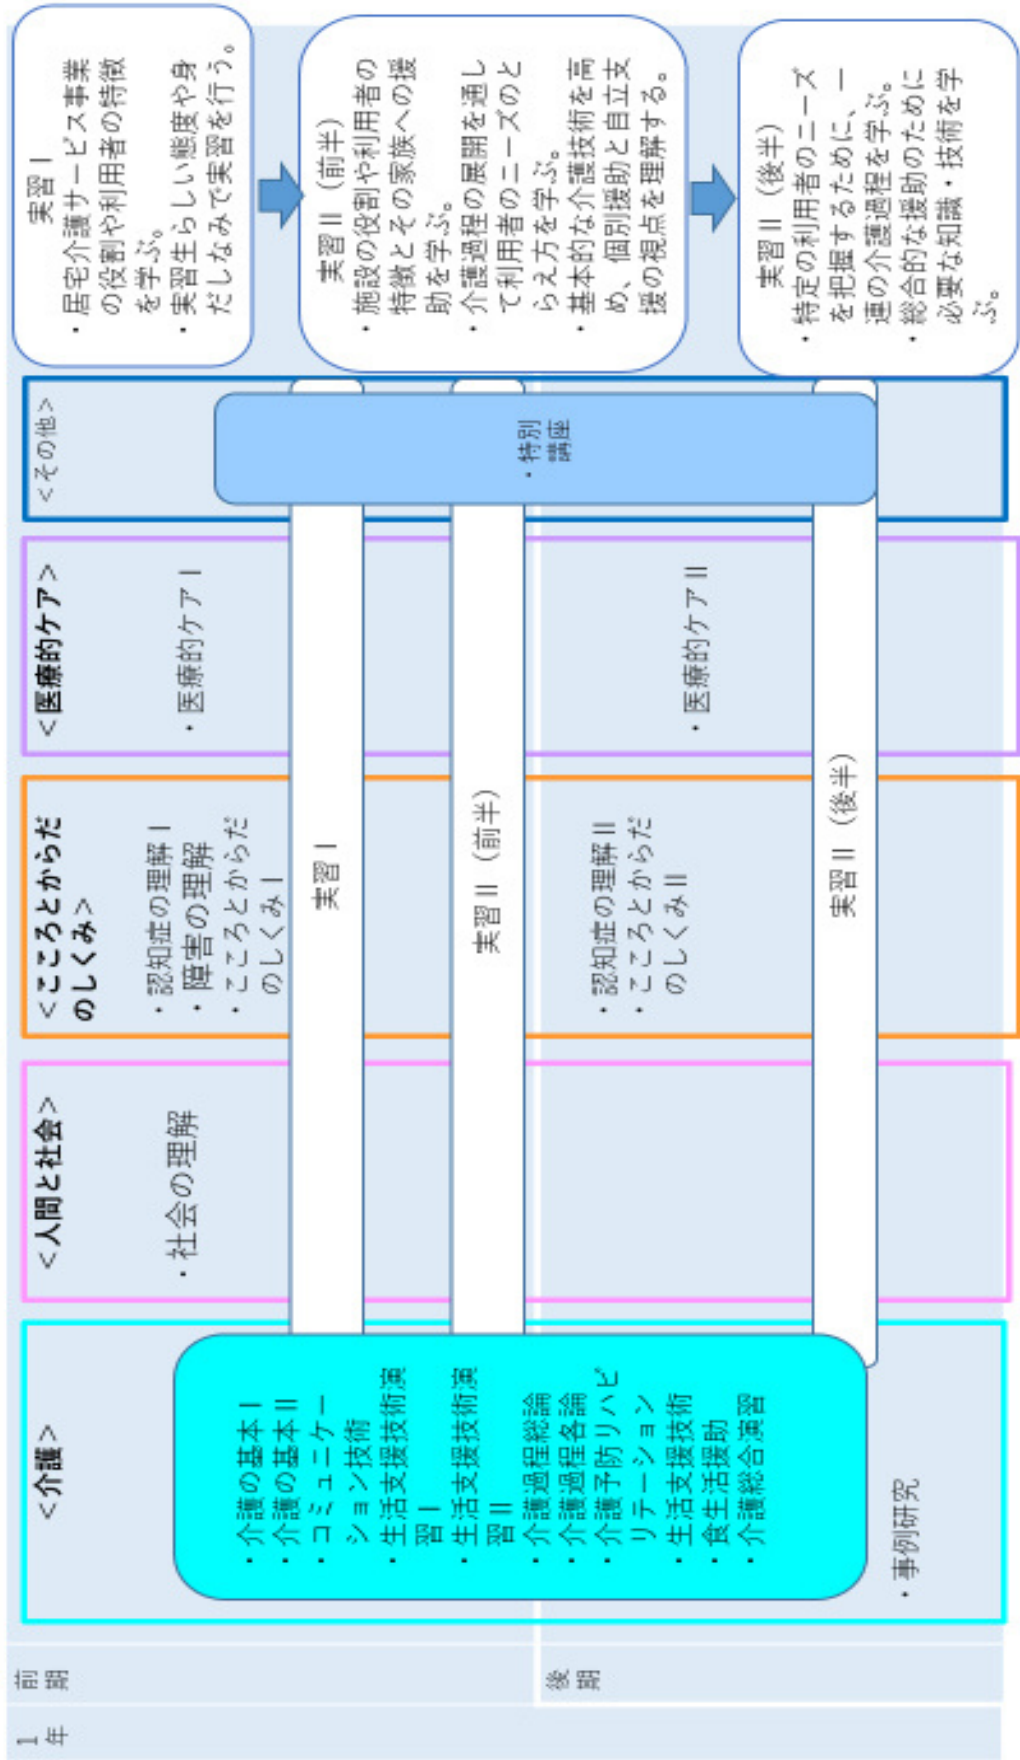 1
年
前
期
後
期
＜介護＞
・介護の基本Ⅰ
・介護の基本Ⅱ
・コミュニケー
ション技術
・生活支援技術演
習Ⅰ
・生活支援技術演
習Ⅱ
・介護過程総論
・介護過程各論
・介護予防リハビ
リテーション
・生活支援技術
・食生活援助
・介護総合演習
・事例研究
＜人間と社会＞
・社会の理解
＜こころとからだ
のしくみ＞
・認知症の理解Ⅰ
・障害の理解
・こころとからだ
のしくみⅠ
・認知症の理解Ⅱ
・こころとからだ
のしくみⅡ
＜医療的ケア＞
・医療的ケアⅠ
・医療的ケアⅡ
＜その他＞
・特別
講座
実習Ⅰ
実習Ⅱ（前半）
実習Ⅱ（後半）
実習Ⅰ
・居宅介護サービス事業
の役割や利用者の特徴
を学ぶ。
・実習生らしい態度や身
だしなみで実習を行う。
実習Ⅱ（前半）
・施設の役割や利用者の
特徴とその家族への援
助を学ぶ。
・介護過程の展開を通し
て利用者のニーズのと
らえ方を学ぶ。
・基本的な介護技術を高
め、個別援助と自立支
援の視点を理解する。
実習Ⅱ（後半）
・特定の利用者のニーズ
を把握するために、一
連の介護過程を学ぶ。
・総合的な援助のために
必要な知識・技術を学
ぶ。